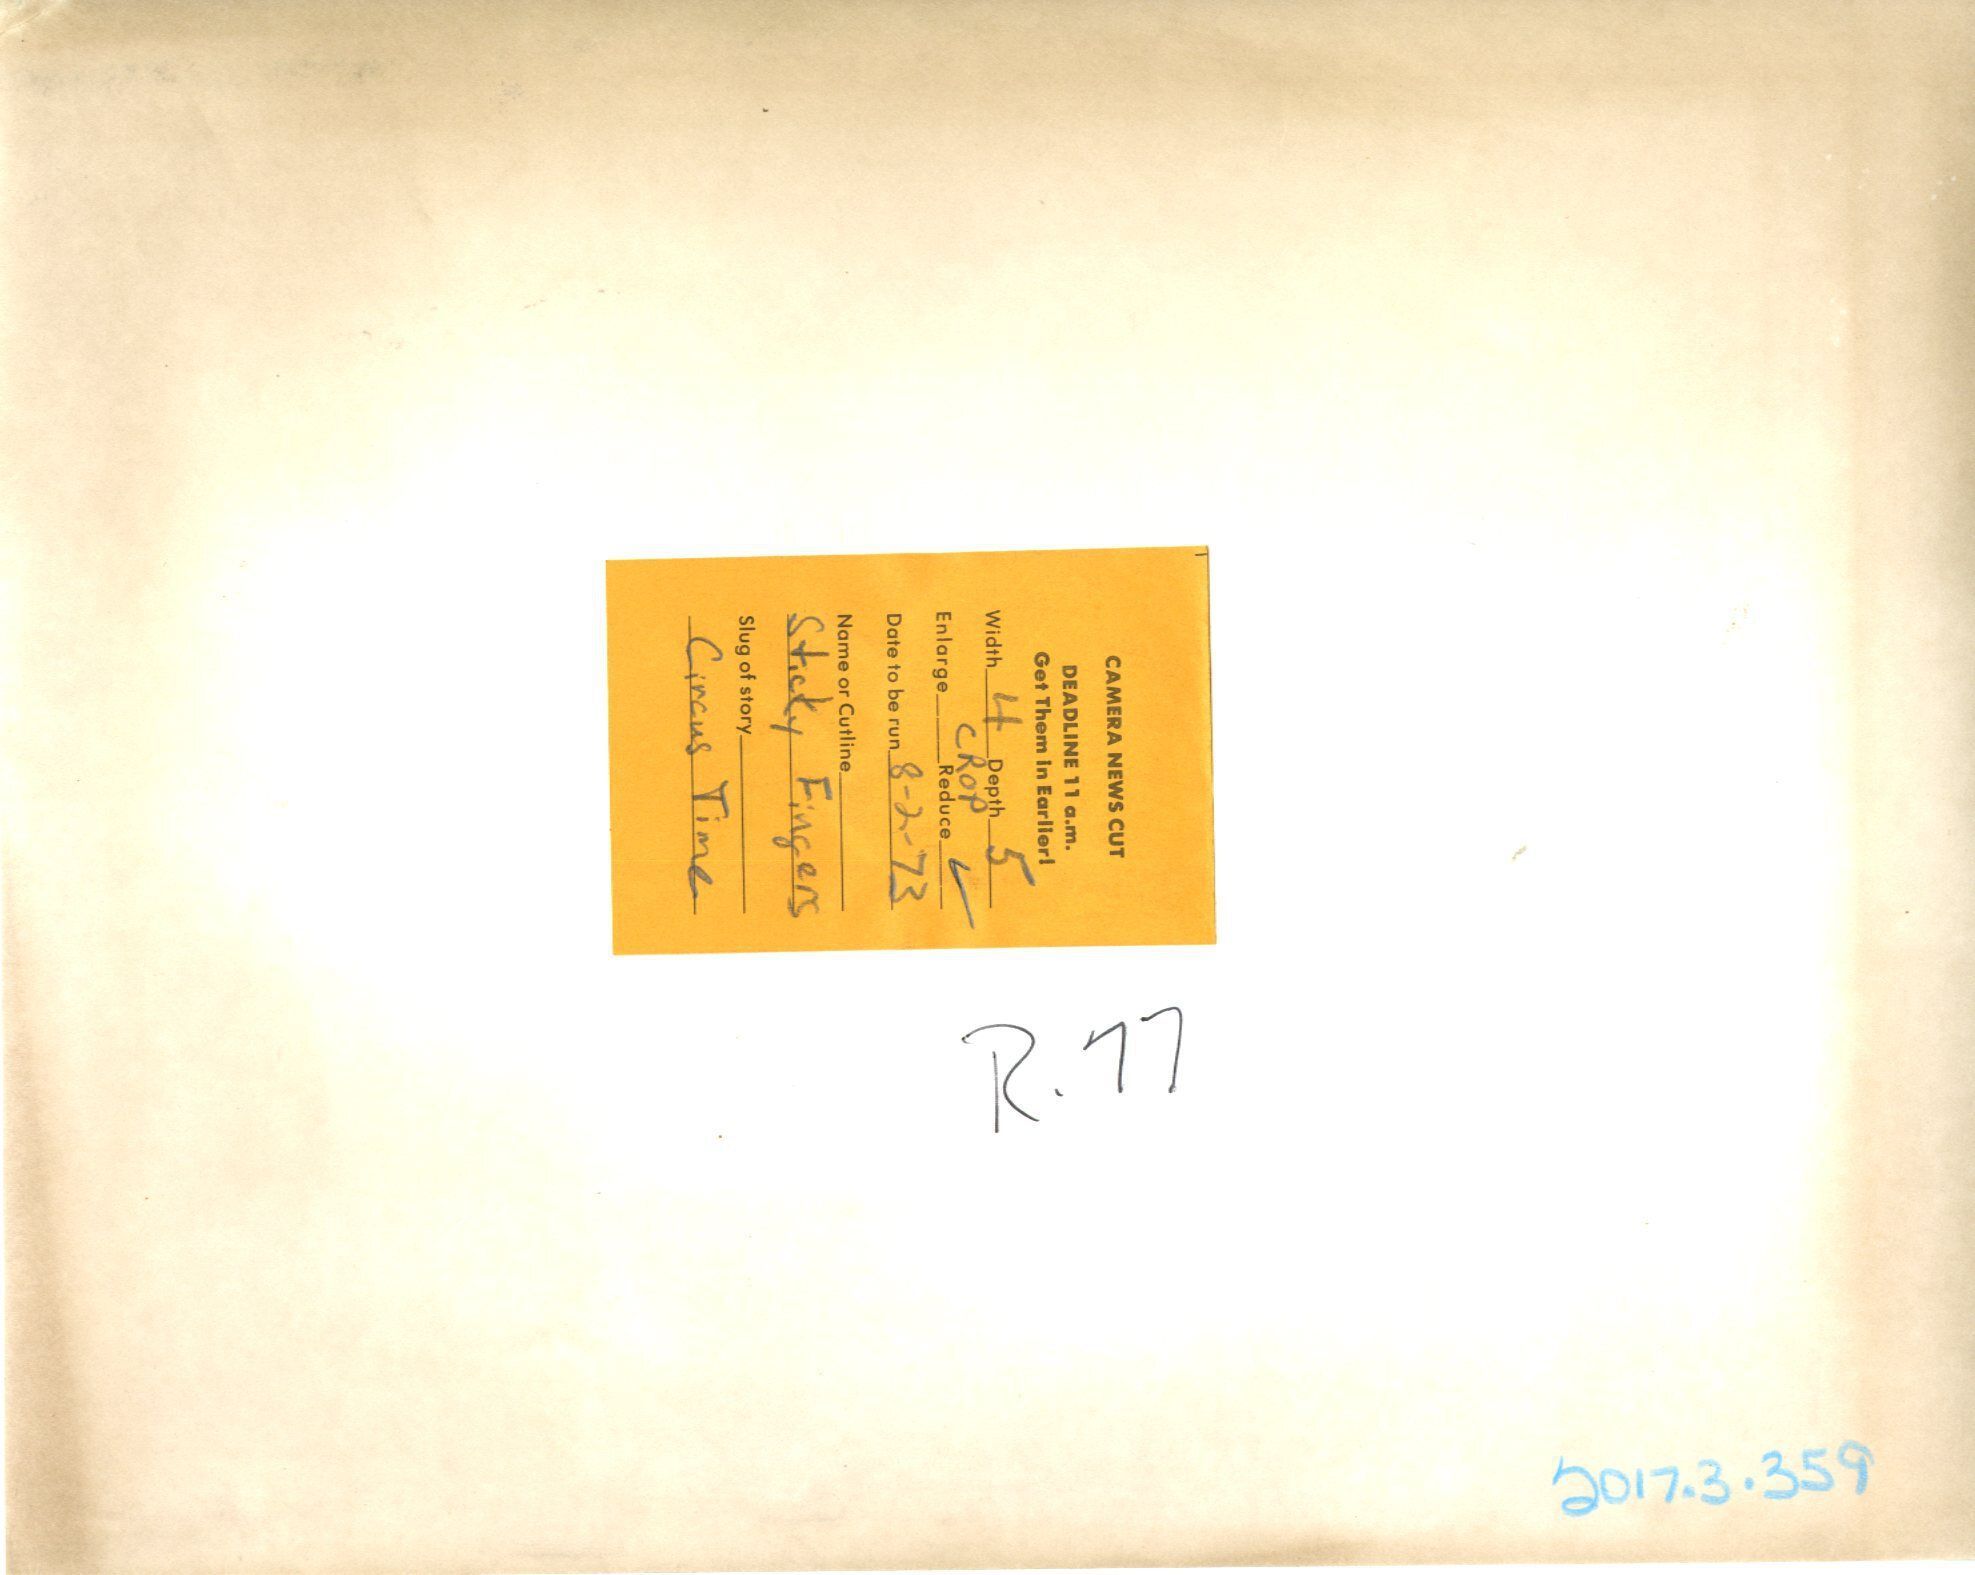 CAMERA NEWS CUT
DEADLINE 11 a.m.
Get Them in Earlier!
Width 4 Depth 5
CROP
Enlarge Reduce ✓
Date to be run 8-2-73
Name or Cutline
Sticky Fingers
Slug of story
Circus Time
R.77
2017.3.359